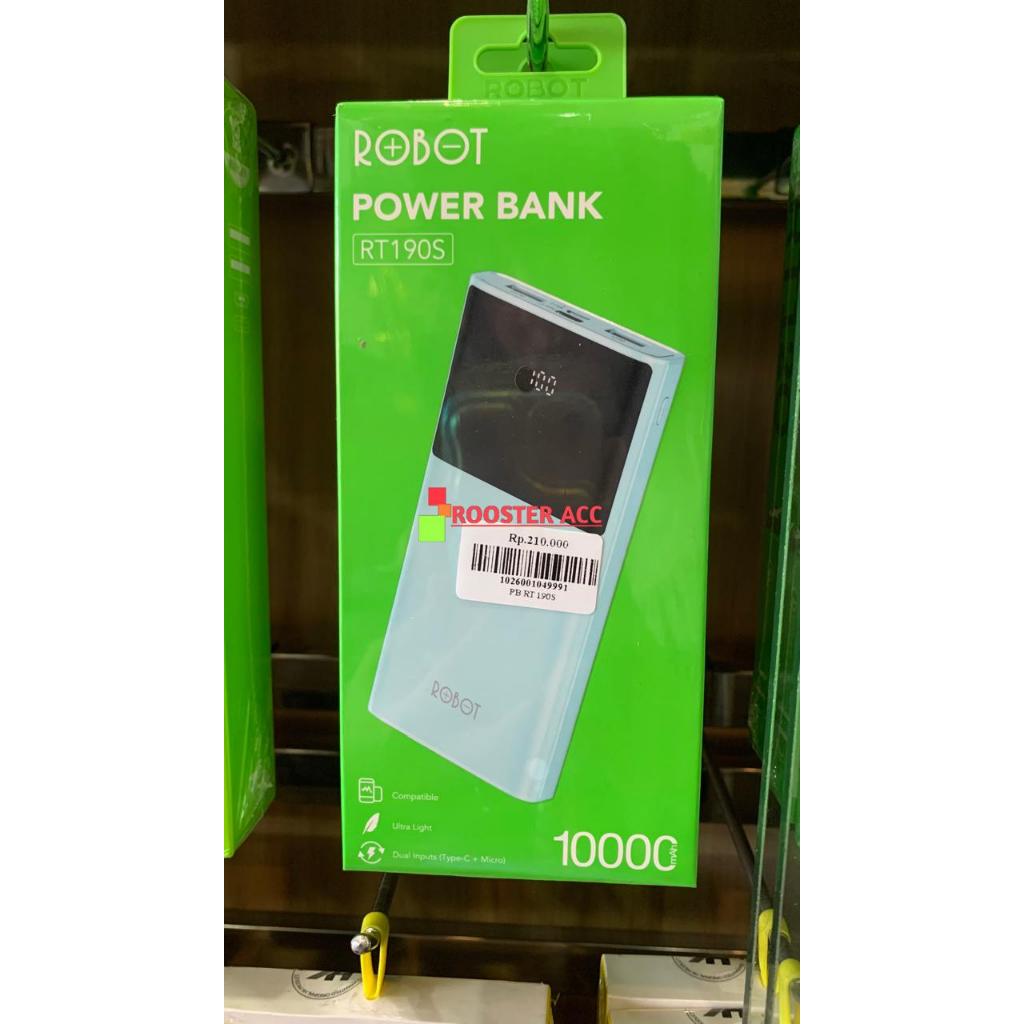 ROBOT
ROBOT
POWER BANK
RT190S
100
ROOSTER ACC
Rp.210.000
1026001049991
PB RT 190S
ROBOT
Compatible
Ultra Light
Dual Inputs (Type-C + Micro)
10000mAh